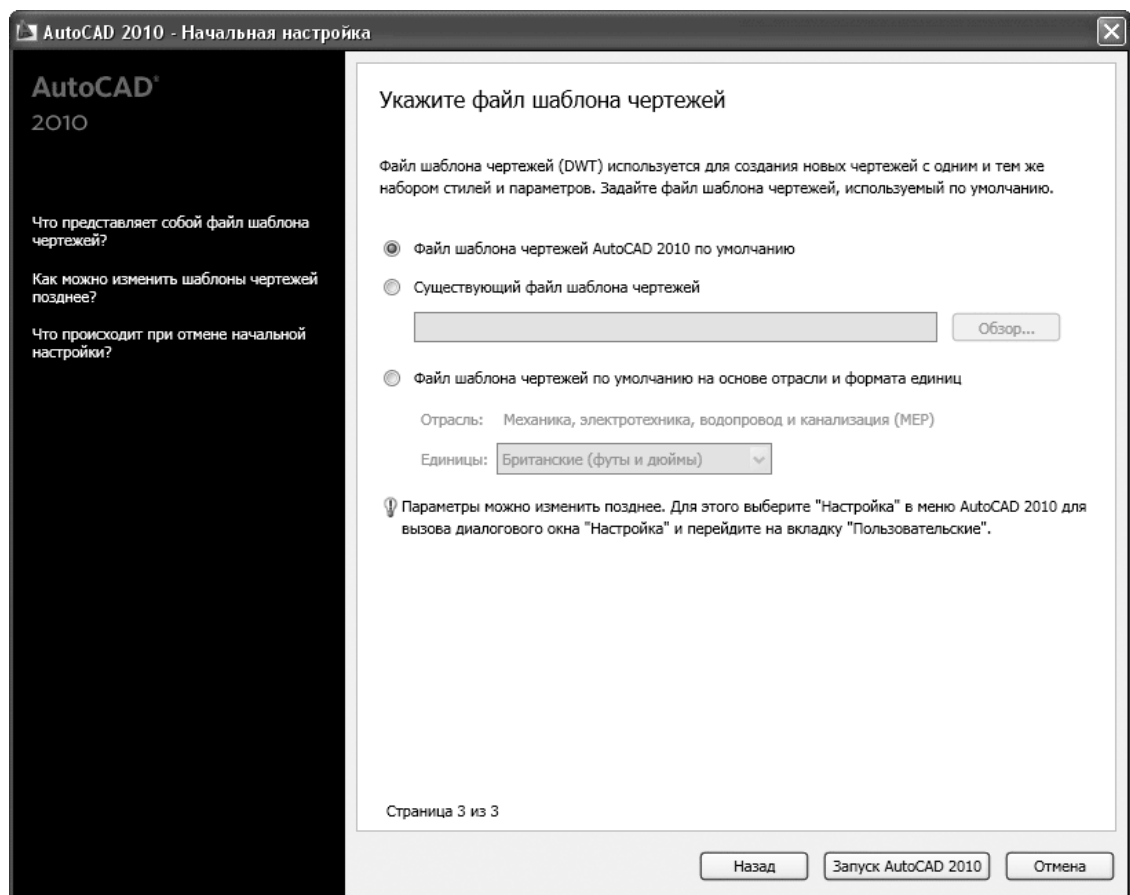 AutoCAD 2010 - Начальная настройка
AutoCAD®
2010
Что представляет собой файл шаблона
чертежей?
Как можно изменить шаблоны чертежей
позднее?
Что происходит при отмене начальной
настройки?
Укажите файл шаблона чертежей
Файл шаблона чертежей (DWT) используется для создания новых чертежей с одним и тем же
набором стилей и параметров. Задайте файл шаблона чертежей, используемый по умолчанию.
Файл шаблона чертежей AutoCAD 2010 по умолчанию
Существующий файл шаблона чертежей
Обзор...
Файл шаблона чертежей по умолчанию на основе отрасли и формата единиц
Отрасль: Механика, электротехника, водопровод и канализация (MEP)
Единицы: Британские (футы и дюймы)
Параметры можно изменить позднее. Для этого выберите "Настройка" в меню AutoCAD 2010 для
вызова диалогового окна "Настройка" и перейдите на вкладку "Пользовательские".
Страница 3 из 3
Назад Запуск AutoCAD 2010 Отмена